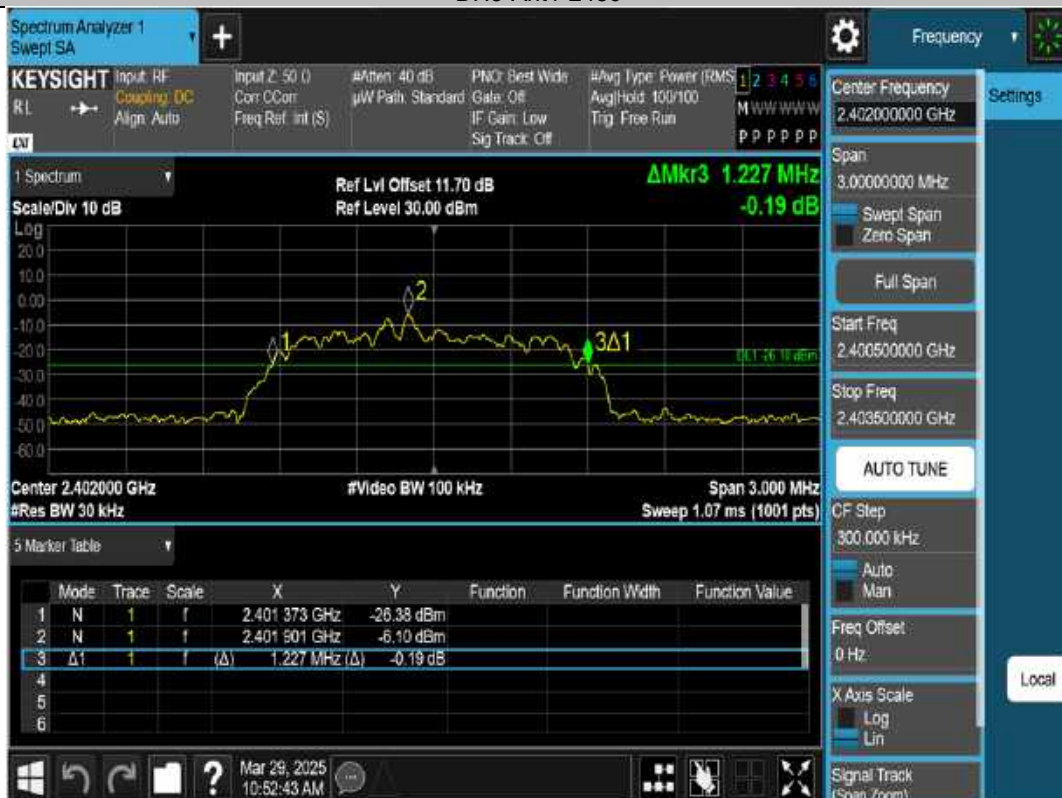 Spectrum Analyzer 1
Swept SA
Frequency
KEYSIGHT
RL
Input: RF
Coupling: DC
Align: Auto
Input Z: 50 Ω
Corr CCorr
Freq Ref: Int (S)
#Atten: 40 dB
µW Path: Standard
PNO: Best Wide
Gate: Off
IF Gain: Low
Sig Track: Off
#Avg Type: Power (RMS
Avg|Hold: 100/100
Trig: Free Run
1 2 3 4 5 6
M W W W W W
P P P P P P
1 Spectrum
Scale/Div 10 dB
Ref Lvl Offset 11.70 dB
Ref Level 30.00 dBm
ΔMkr3 1.227 MHz
-0.19 dB
Log
20.0
10.0
0.00
-10.0
-20.0
-30.0
-40.0
-50.0
-60.0
1
2
3Δ1
DL1 -26.10 dBm
Center 2.402000 GHz
#Res BW 30 kHz
#Video BW 100 kHz
Span 3.000 MHz
Sweep 1.07 ms (1001 pts)
5 Marker Table
Mode Trace Scale X Y Function Function Width Function Value
1 N 1 f 2.401 373 GHz -26.38 dBm
2 N 1 f 2.401 901 GHz -6.10 dBm
3 Δ1 1 f (Δ) 1.227 MHz (Δ) -0.19 dB
4
5
6
Mar 29, 2025
10:52:43 AM
Center Frequency
2.402000000 GHz
Settings
Span
3.00000000 MHz
Swept Span
Zero Span
Full Span
Start Freq
2.400500000 GHz
Stop Freq
2.403500000 GHz
AUTO TUNE
CF Step
300.000 kHz
Auto
Man
Freq Offset
0 Hz
Local
X Axis Scale
Log
Lin
Signal Track
(Span Zoom)